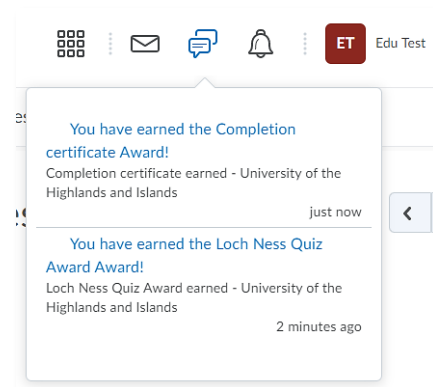 ET Edu Test
You have earned the Completion
certificate Award!
Completion certificate earned - University of the
Highlands and Islands
just now
You have earned the Loch Ness Quiz
Award Award!
Loch Ness Quiz Award earned - University of the
Highlands and Islands
2 minutes ago